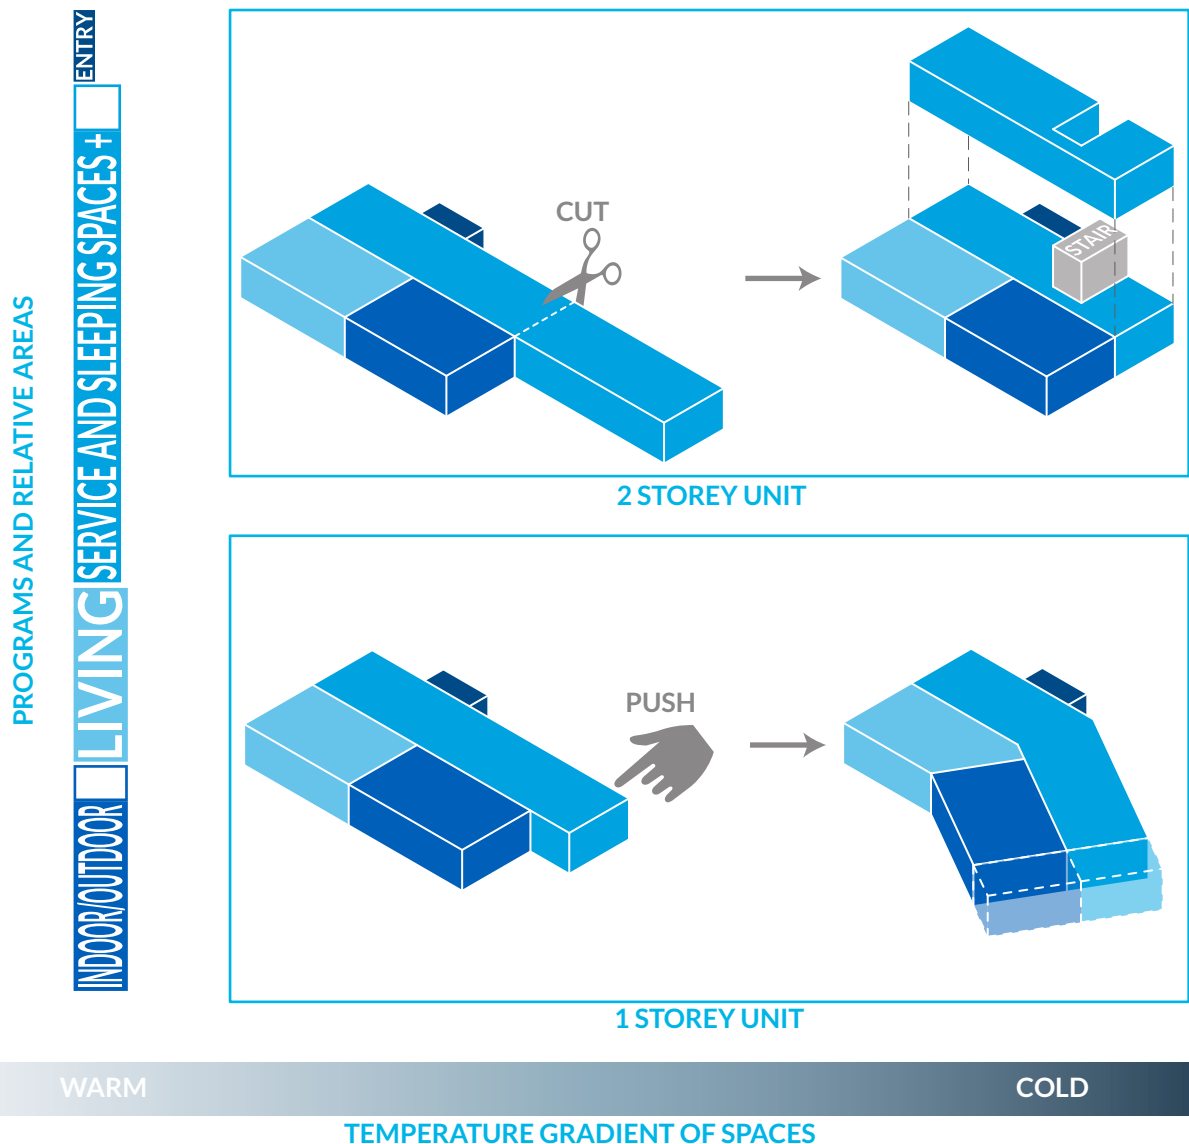 PROGRAMS AND RELATIVE AREAS
ENTRY
SERVICE AND SLEEPING SPACES +
LIVING
INDOOR/OUTDOOR
CUT
STAIR
2 STOREY UNIT
PUSH
1 STOREY UNIT
WARM
COLD
TEMPERATURE GRADIENT OF SPACES